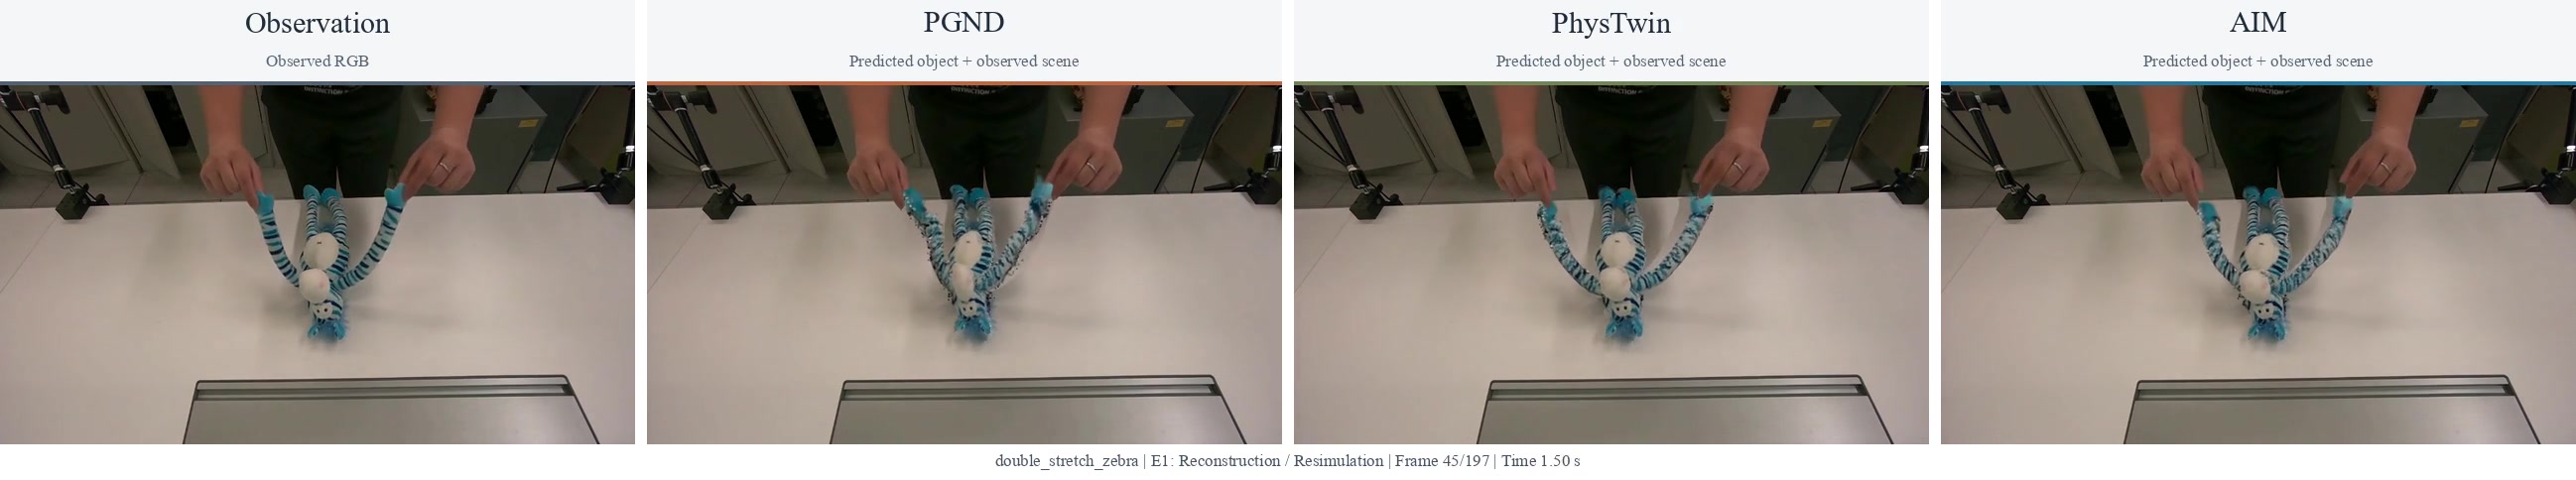 Observation
Observed RGB
PGND
Predicted object + observed scene
PhysTwin
Predicted object + observed scene
AIM
Predicted object + observed scene
double_stretch_zebra | E1: Reconstruction / Resimulation | Frame 45/197 | Time 1.50 s